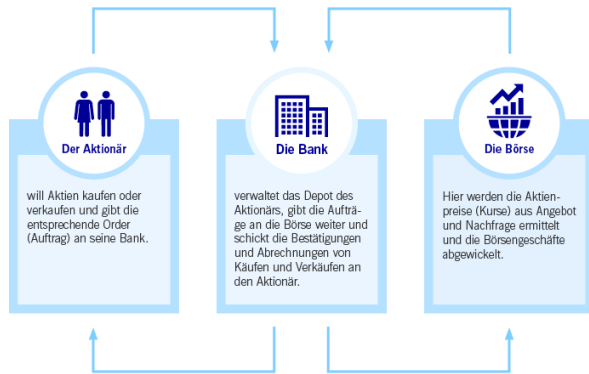 Der Aktionär
will Aktien kaufen oder
verkaufen und gibt die
entsprechende Order
(Auftrag) an seine Bank.
Die Bank
verwaltet das Depot des
Aktionärs, gibt die Aufträ-
ge an die Börse weiter und
schickt die Bestätigungen
und Abrechnungen von
Käufen und Verkäufen an
den Aktionär.
Die Börse
Hier werden die Aktien-
preise (Kurse) aus Angebot
und Nachfrage ermittelt
und die Börsengeschäfte
abgewickelt.